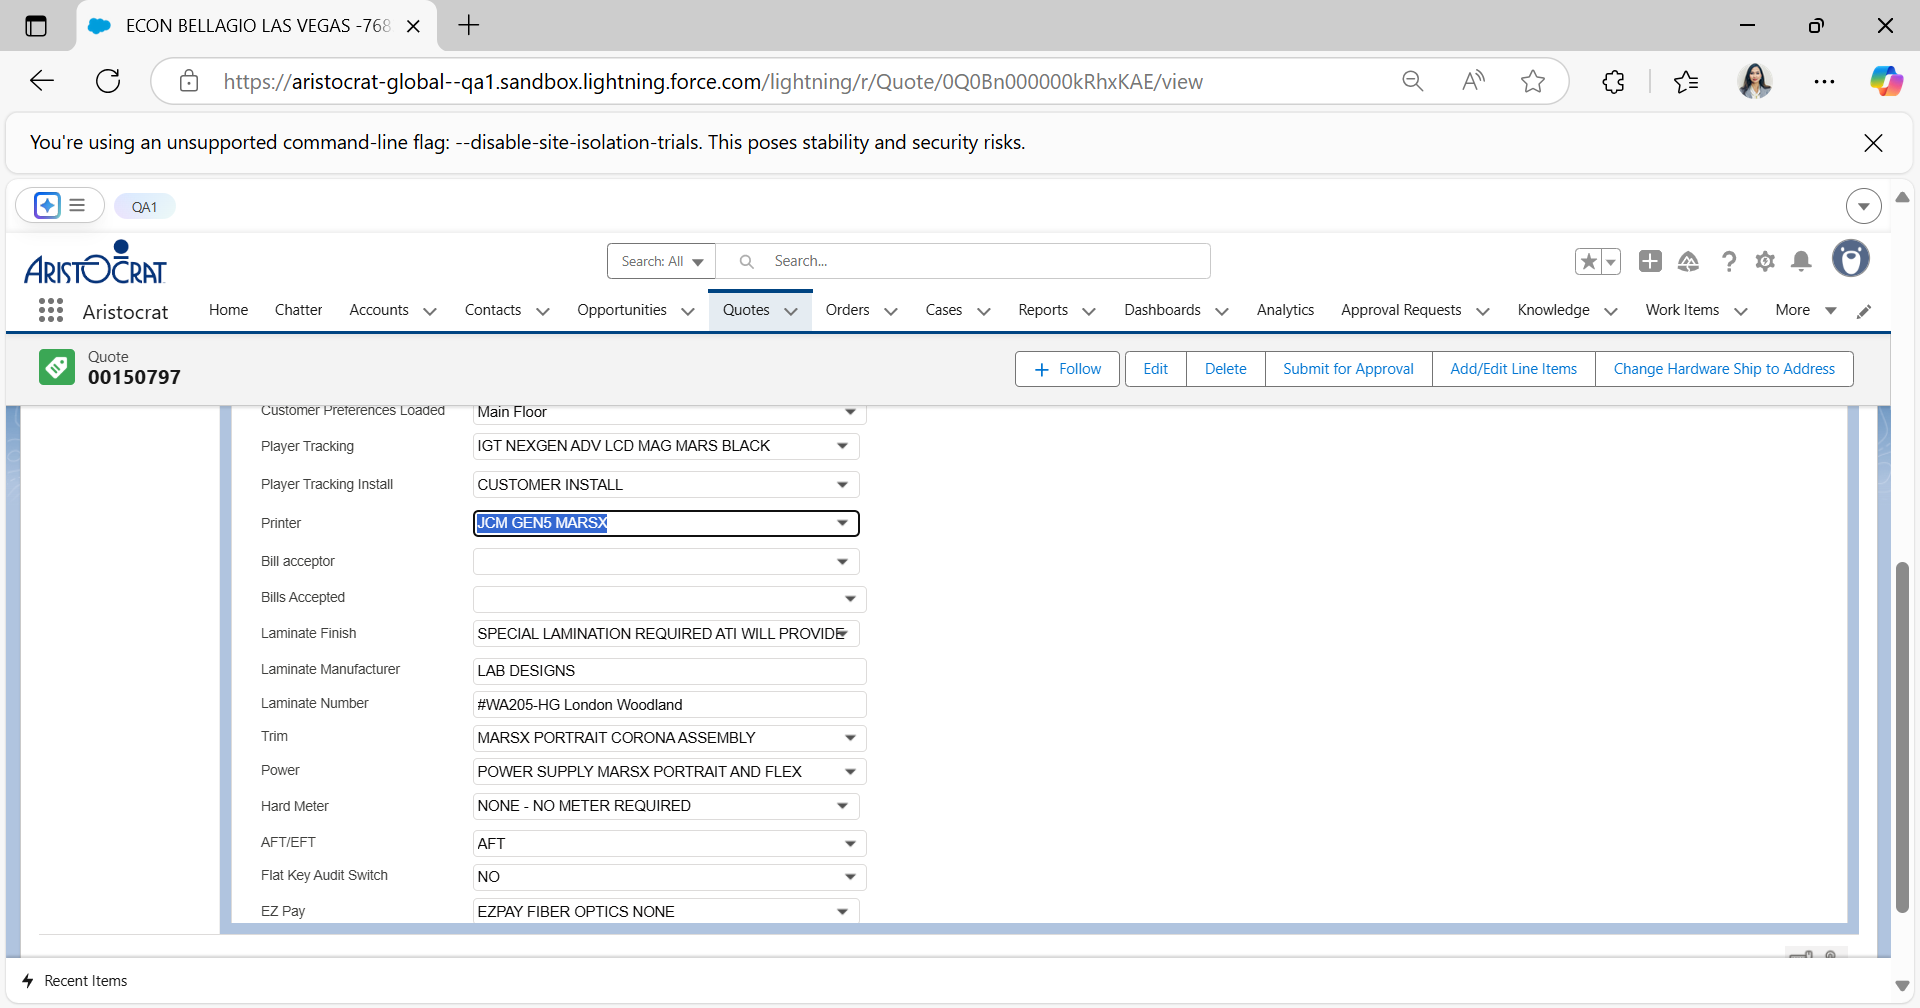 ECON BELLAGIO LAS VEGAS -768
https://aristocrat-global--qa1.sandbox.lightning.force.com/lightning/r/Quote/0Q0Bn000000kRhxKAE/view
You're using an unsupported command-line flag: --disable-site-isolation-trials. This poses stability and security risks.
QA1
ARISTOCRAT
Search: All
Search...
Aristocrat
Home
Chatter
Accounts
Contacts
Opportunities
Quotes
Orders
Cases
Reports
Dashboards
Analytics
Approval Requests
Knowledge
Work Items
More
Quote
00150797
Follow
Edit
Delete
Submit for Approval
Add/Edit Line Items
Change Hardware Ship to Address
Customer Preferences Loaded Main Floor
Player Tracking IGT NEXGEN ADV LCD MAG MARS BLACK
Player Tracking Install CUSTOMER INSTALL
Printer JCM GEN5 MARSX
Bill acceptor
Bills Accepted
Laminate Finish SPECIAL LAMINATION REQUIRED ATI WILL PROVIDE
Laminate Manufacturer LAB DESIGNS
Laminate Number #WA205-HG London Woodland
Trim MARSX PORTRAIT CORONA ASSEMBLY
Power POWER SUPPLY MARSX PORTRAIT AND FLEX
Hard Meter NONE - NO METER REQUIRED
AFT/EFT AFT
Flat Key Audit Switch NO
EZ Pay EZPAY FIBER OPTICS NONE
Recent Items